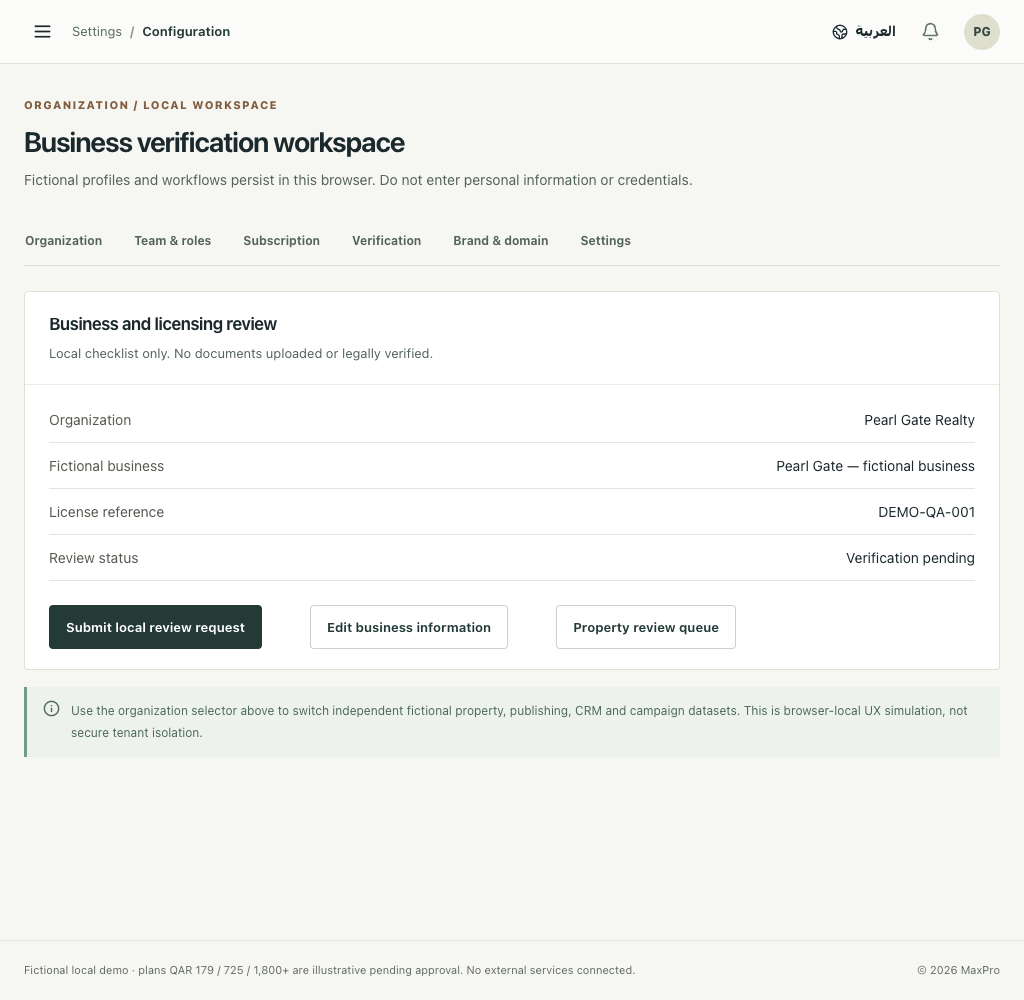 Settings / Configuration
العربية
PG
ORGANIZATION / LOCAL WORKSPACE
Business verification workspace
Fictional profiles and workflows persist in this browser. Do not enter personal information or credentials.
Organization
Team & roles
Subscription
Verification
Brand & domain
Settings
Business and licensing review
Local checklist only. No documents uploaded or legally verified.
Organization
Pearl Gate Realty
Fictional business
Pearl Gate — fictional business
License reference
DEMO-QA-001
Review status
Verification pending
Submit local review request
Edit business information
Property review queue
Use the organization selector above to switch independent fictional property, publishing, CRM and campaign datasets. This is browser-local UX simulation, not
secure tenant isolation.
Fictional local demo · plans QAR 179 / 725 / 1,800+ are illustrative pending approval. No external services connected.
© 2026 MaxPro